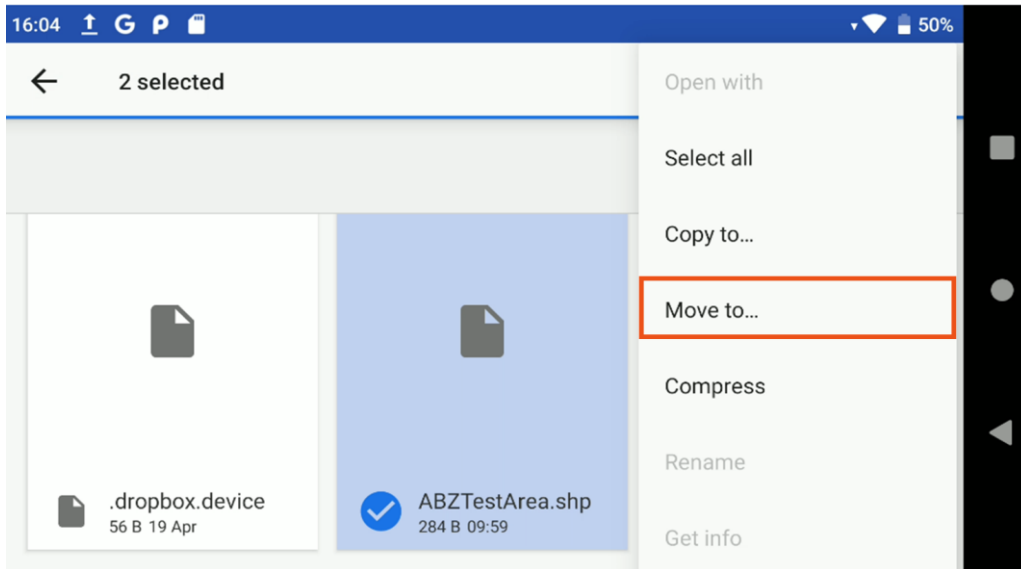 16:04 G P 50%
2 selected
Open with
Select all
Copy to…
Move to…
Compress
Rename
Get info
.dropbox.device
56 B 19 Apr
ABZTestArea.shp
284 B 09:59